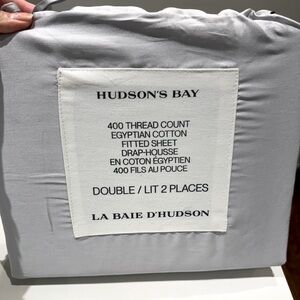 HUDSON'S BAY
400 THREAD COUNT
EGYPTIAN COTTON
FITTED SHEET
DRAP-HOUSSE
EN COTON ÉGYPTIEN
400 FILS AU POUCE
DOUBLE / LIT 2 PLACES
LA BAIE D'HUDSON